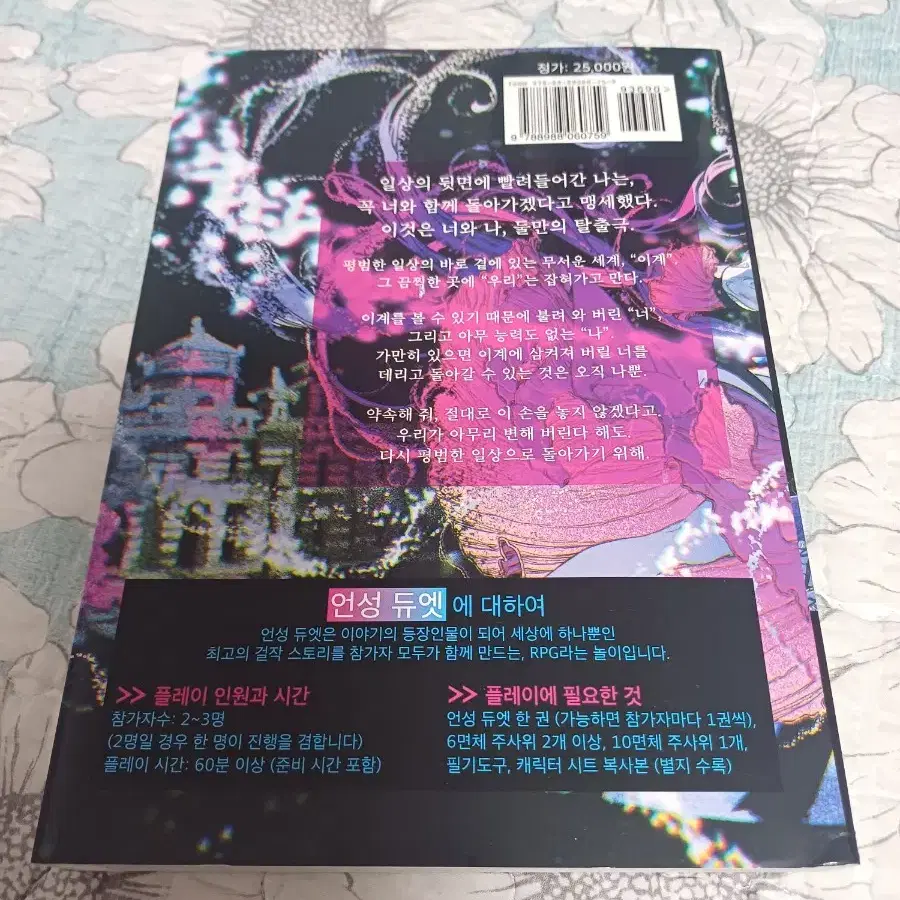 정가: 25,000원
93690
9 788988 060759
일상의 뒷면에 빨려들어간 나는,
꼭 너와 함께 돌아가겠다고 맹세했다.
이것은 너와 나, 둘만의 탈출극.
평범한 일상의 바로 곁에 있는 무서운 세계, “이계”.
그 끔찍한 곳에 “우리”는 잡혀가고 만다.
이계를 볼 수 있기 때문에 불려 와 버린 “너”,
그리고 아무 능력도 없는 “나”.
가만히 있으면 이계에 삼켜져 버릴 너를
데리고 돌아갈 수 있는 것은 오직 나뿐.
약속해 줘, 절대로 이 손을 놓지 않겠다고.
우리가 아무리 변해 버린다 해도.
다시 평범한 일상으로 돌아가기 위해.
언성 듀엣 에 대하여
언성 듀엣은 이야기의 등장인물이 되어 세상에 하나뿐인
최고의 걸작 스토리를 참가자 모두가 함께 만드는, RPG라는 놀이입니다.
>> 플레이 인원과 시간
참가자수: 2~3명
(2명일 경우 한 명이 진행을 겸합니다)
플레이 시간: 60분 이상 (준비 시간 포함)
>> 플레이에 필요한 것
언성 듀엣 한 권 (가능하면 참가자마다 1권씩),
6면체 주사위 2개 이상, 10면체 주사위 1개,
필기도구, 캐릭터 시트 복사본 (별지 수록)